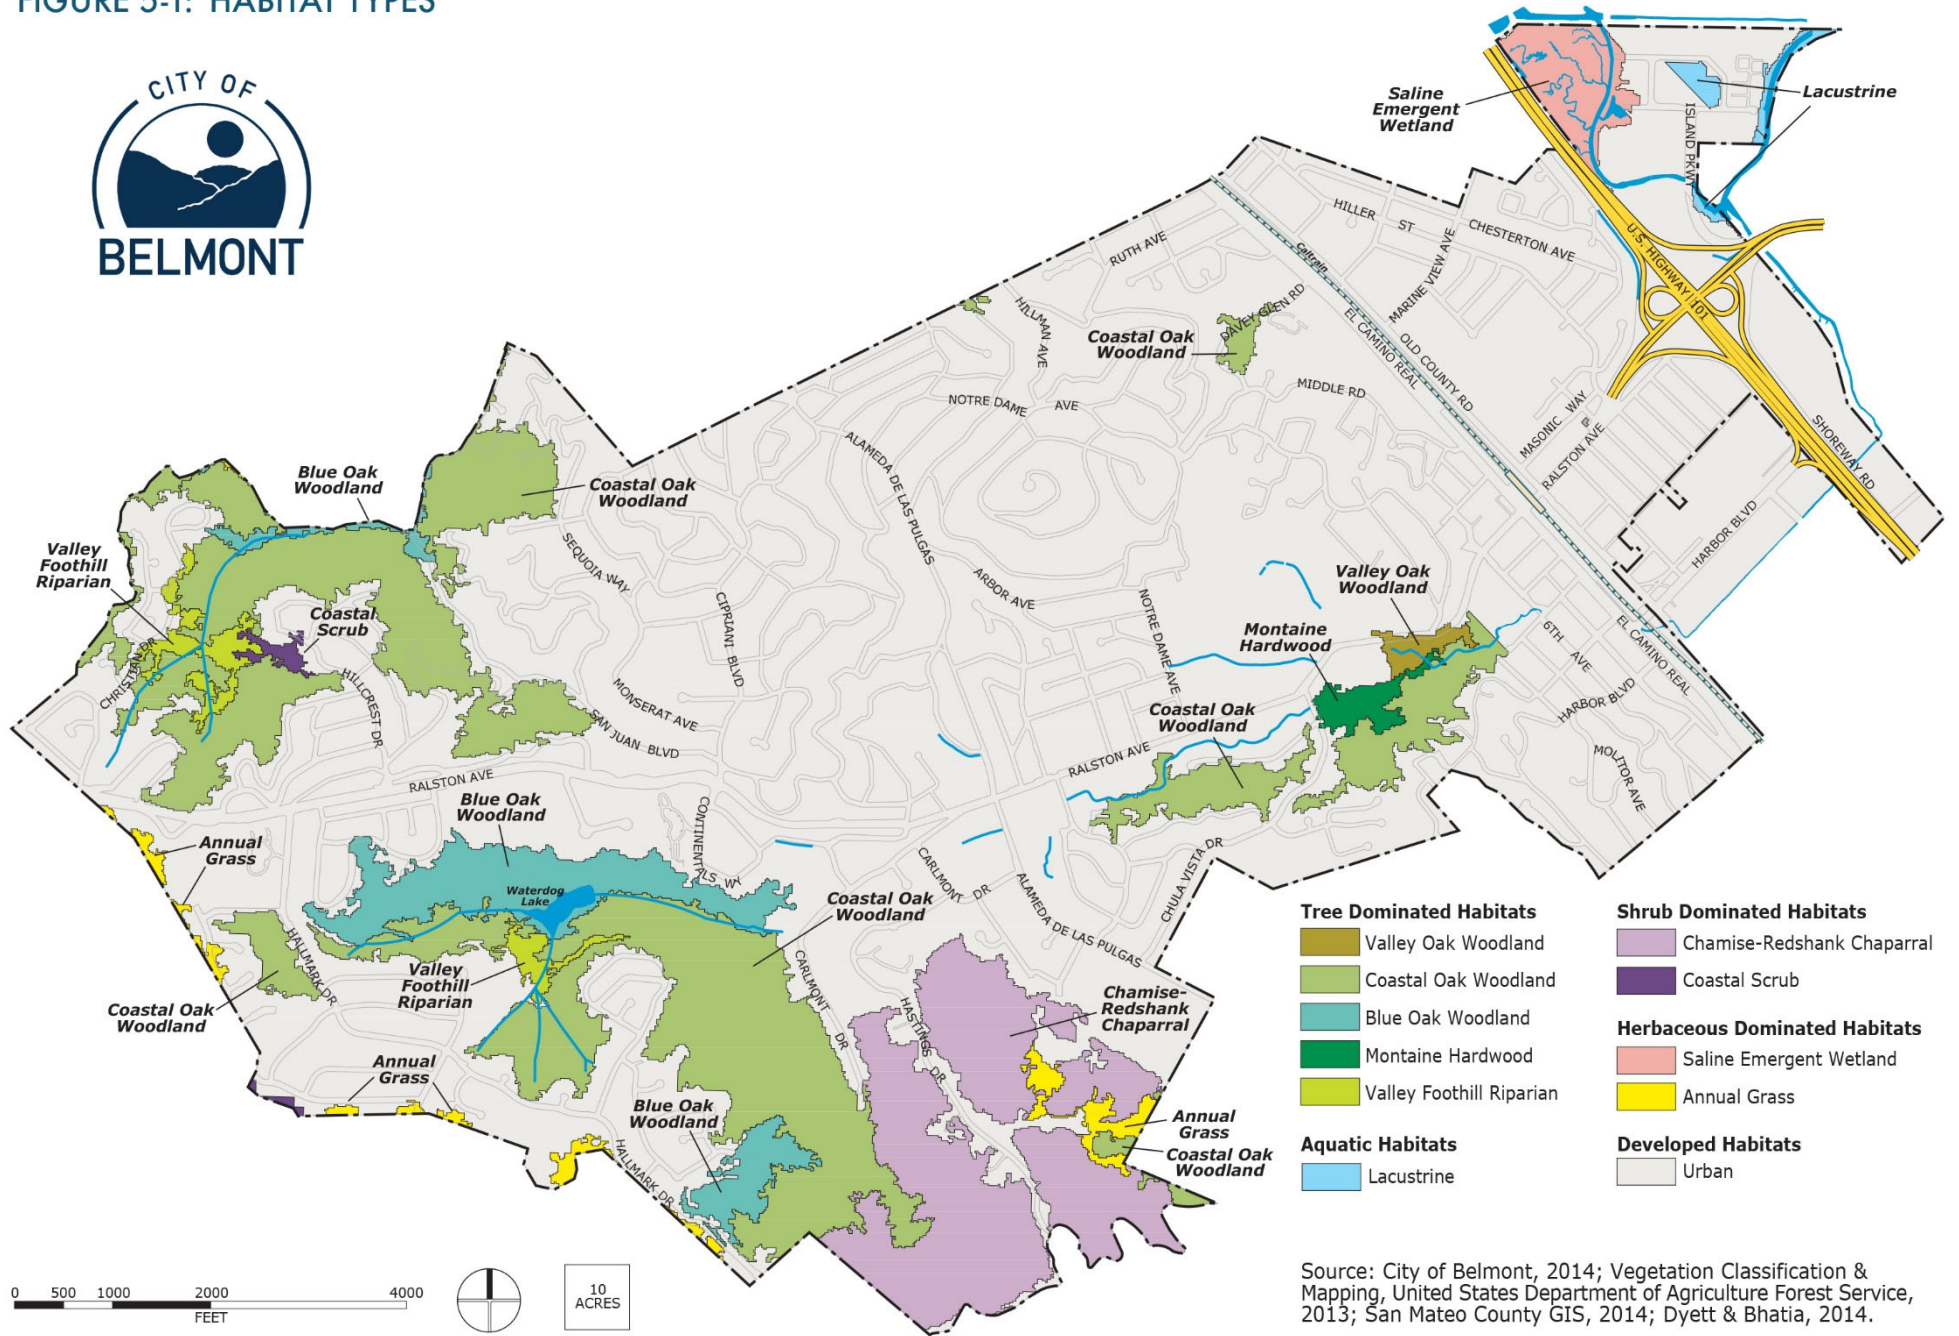 FIGURE 5-1: HABITAT TYPES
CITY OF
BELMONT
Saline
Emergent
Wetland
Lacustrine
ISLAND PKWY
U.S. HIGHWAY 101
HILLER ST
CHESTERTON AVE
MARINE VIEW AVE
RUTH AVE
Caltrain
HILLMAN AVE
DAVEY GLEN RD
Coastal Oak
Woodland
EL CAMINO REAL
OLD COUNTY RD
MIDDLE RD
NOTRE DAME AVE
MASONIC WAY
RALSTON AVE
SHOREWAY RD
HARBOR BLVD
ALAMEDA DE LAS PULGAS
Blue Oak
Woodland
Coastal Oak
Woodland
Valley
Foothill
Riparian
Coastal
Scrub
CHRISTIAN DR
HILLCREST DR
SEQUOIA WAY
CIPRIANI BLVD
MONSERAT AVE
SAN JUAN BLVD
ARBOR AVE
NOTRE DAME AVE
Valley Oak
Woodland
Montaine
Hardwood
6TH AVE
EL CAMINO REAL
HARBOR BLVD
MOLITOR AVE
Coastal Oak
Woodland
RALSTON AVE
RALSTON AVE
Blue Oak
Woodland
CONTINENTALS WY
Annual
Grass
Waterdog
Lake
Coastal Oak
Woodland
CARLMONT DR
ALAMEDA DE LAS PULGAS
CHULA VISTA DR
HALLMARK DR
Valley
Foothill
Riparian
Coastal Oak
Woodland
CARLMONT DR
HASTINGS DR
Chamise-
Redshank
Chaparral
Annual
Grass
Blue Oak
Woodland
HALLMARK DR
Annual
Grass
Coastal Oak
Woodland
Tree Dominated Habitats
Valley Oak Woodland
Coastal Oak Woodland
Blue Oak Woodland
Montaine Hardwood
Valley Foothill Riparian
Aquatic Habitats
Lacustrine
Shrub Dominated Habitats
Chamise-Redshank Chaparral
Coastal Scrub
Herbaceous Dominated Habitats
Saline Emergent Wetland
Annual Grass
Developed Habitats
Urban
0 500 1000 2000 4000
FEET
10
ACRES
Source: City of Belmont, 2014; Vegetation Classification &
Mapping, United States Department of Agriculture Forest Service,
2013; San Mateo County GIS, 2014; Dyett & Bhatia, 2014.